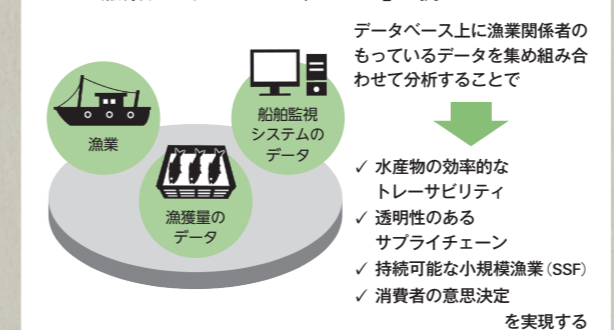 データベース上に漁業関係者の
もっているデータを集め組み合
わせて分析することで
漁業
船舶監視
システムの
データ
漁獲量の
データ
✓ 水産物の効率的な
トレーサビリティ
✓ 透明性のある
サプライチェーン
✓ 持続可能な小規模漁業(SSF)
✓ 消費者の意思決定
を実現する